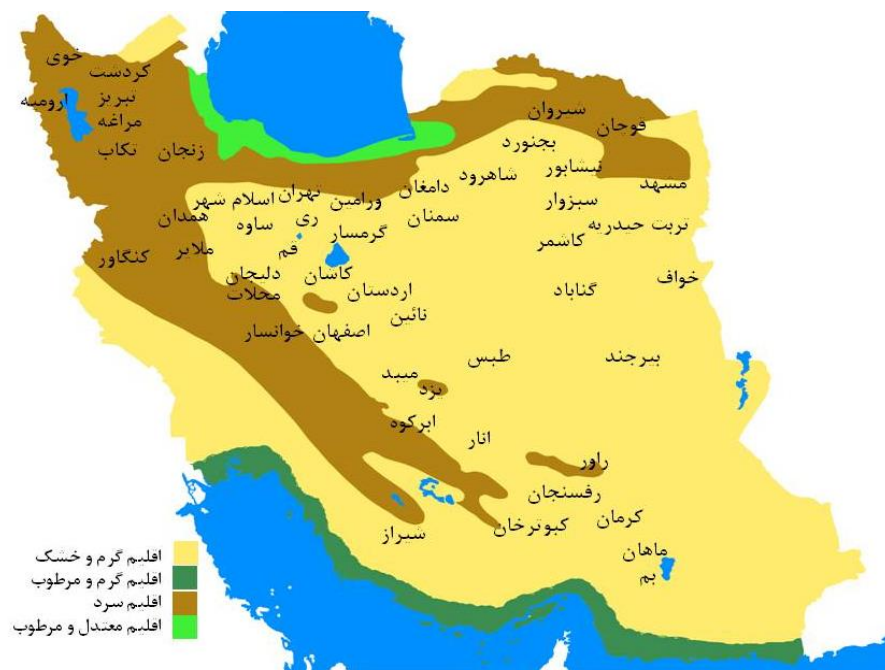 خوی
کردشت
تبریز
ارومیه
مراغه
تکاب
زنجان
شیروان
قوچان
بجنورد
نیشابور
مشهد
شاهرود
دامغان
سبزوار
تهران
ورامین
اسلام شهر
سمنان
همدان
ری
ساوه
گرمسار
تربت حیدریه
کاشمر
ملایر
قم
کنگاور
دلیجان
کاشان
خواف
محلات
اردستان
گناباد
نائین
خوانسار
اصفهان
طبس
بیرجند
میبد
یزد
ابرکوه
انار
راور
رفسنجان
کرمان
کبوترخان
شیراز
ماهان
بم
اقلیم گرم و خشک
اقلیم گرم و مرطوب
اقلیم سرد
اقلیم معتدل و مرطوب